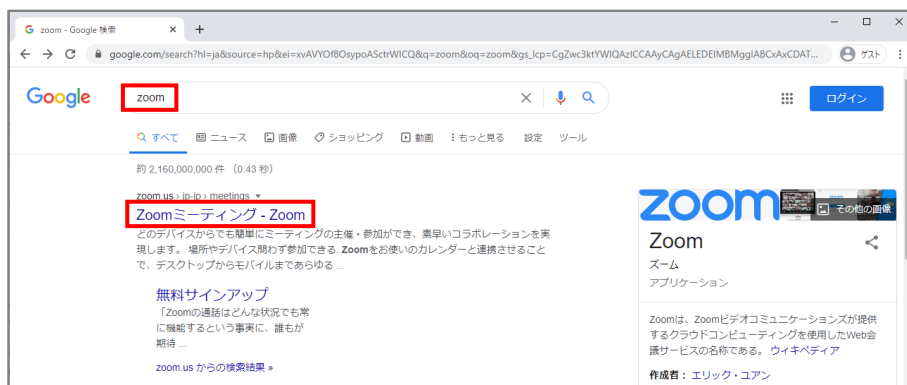 zoom - Google 検索
google.com/search?hl=ja&source=hp&ei=xvAVYOfBOsypoASctrWICQ&q=zoom&oq=zoom&gs_lcp=CgZwc3ktYWIQAzICCAAyCAgAELEDEIMBMggIABCxAxCDAT...
ゲスト
Google
zoom
ログイン
すべて ニュース 画像 ショッピング 動画 もっと見る 設定 ツール
約 2,160,000,000 件 （0.43 秒）
zoom.us › jp-jp › meetings
Zoomミーティング - Zoom
どのデバイスからでも簡単にミーティングの主催・参加ができ、素早いコラボレーションを実
現します。 場所やデバイス問わず参加できる. Zoomをお使いのカレンダーと連携させること
で、デスクトップからモバイルまであらゆる ...
無料サインアップ
「Zoomの通話はどんな状況でも常
に機能するという事実に、誰もが
期待 ...
zoom.us からの検索結果 »
zoom
その他の画像
Zoom
ズーム
アプリケーション
Zoomは、Zoomビデオコミュニケーションズが提供
するクラウドコンピューティングを使用したWeb会
議サービスの名称である。 ウィキペディア
作成者： エリック・ユアン